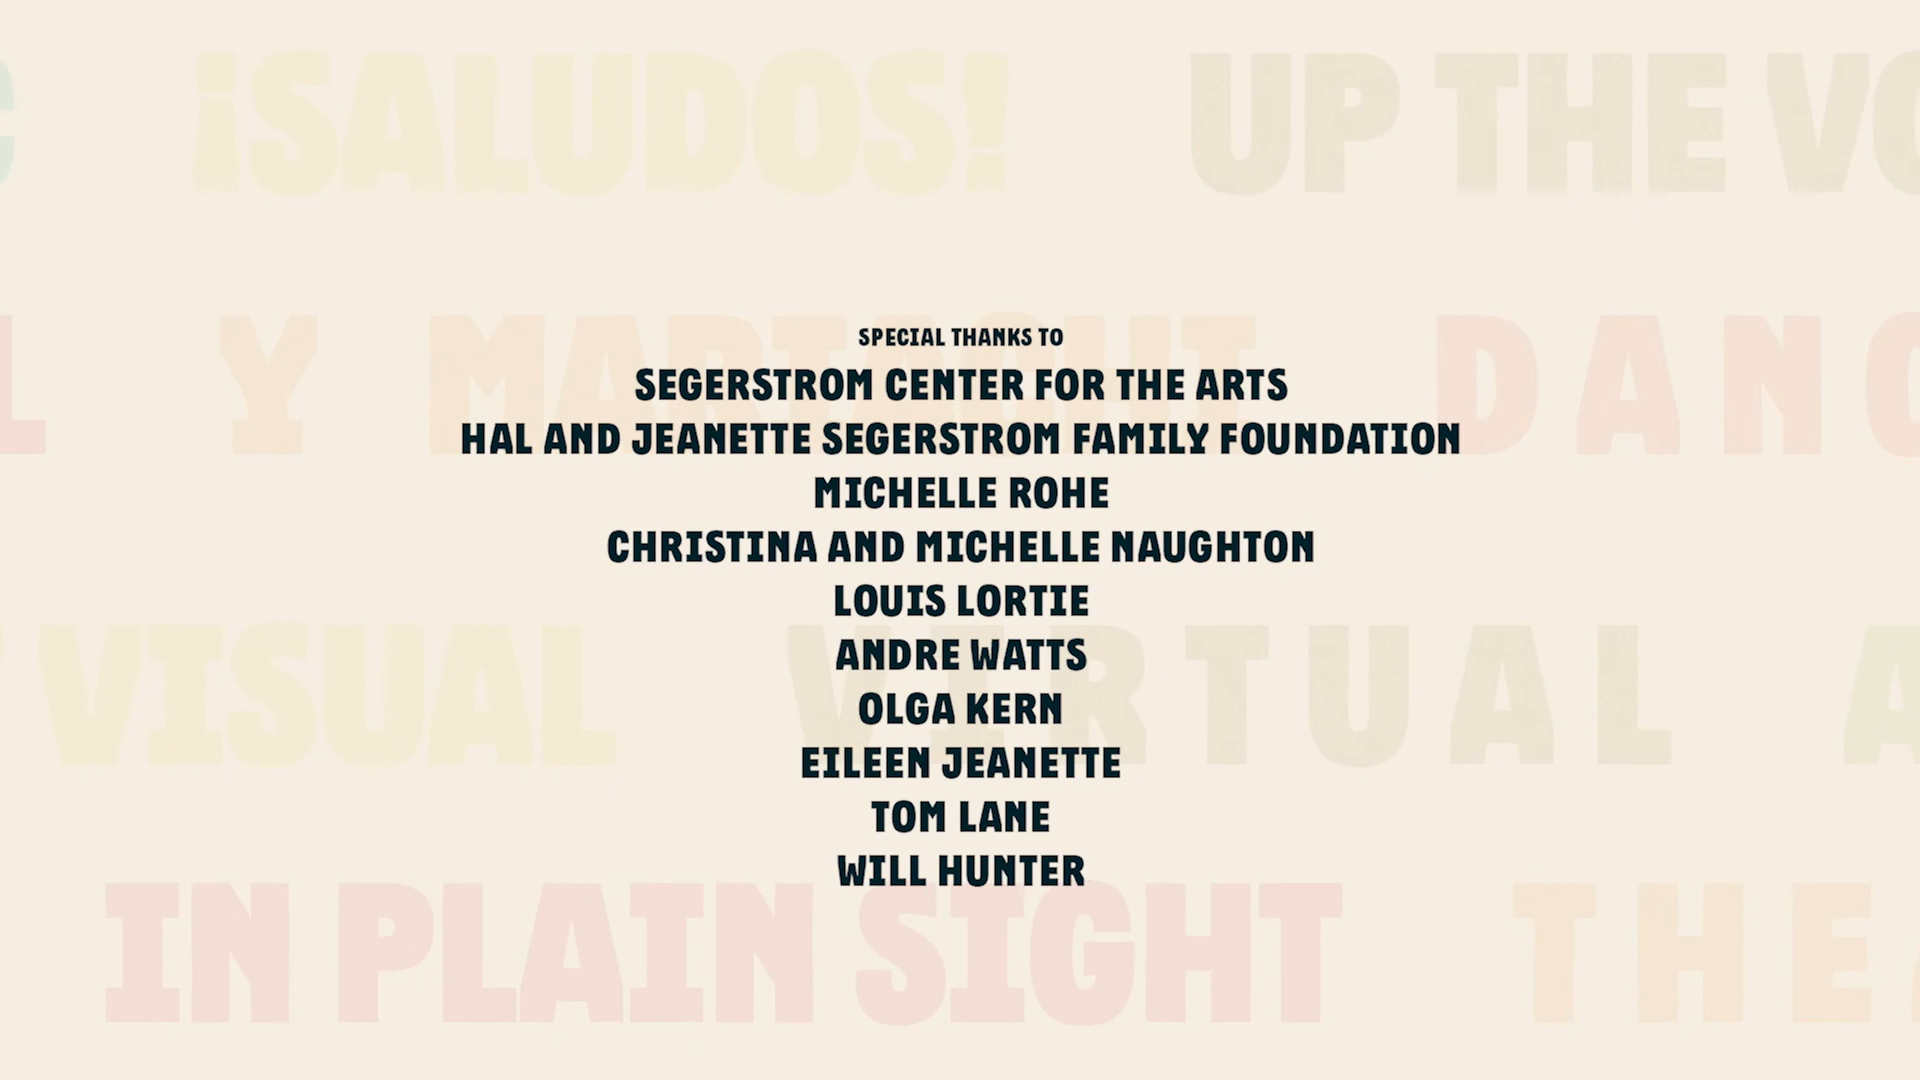 ¡SALUDOS! UP THE
Y MARIACHI
SPECIAL THANKS TO
SEGERSTROM CENTER FOR THE ARTS
HAL AND JEANETTE SEGERSTROM FAMILY FOUNDATION
MICHELLE ROHE
CHRISTINA AND MICHELLE NAUGHTON
LOUIS LORTIE
ANDRE WATTS
OLGA KERN
EILEEN JEANETTE
TOM LANE
WILL HUNTER
VISUAL VIRTUAL
IN PLAIN SIGHT